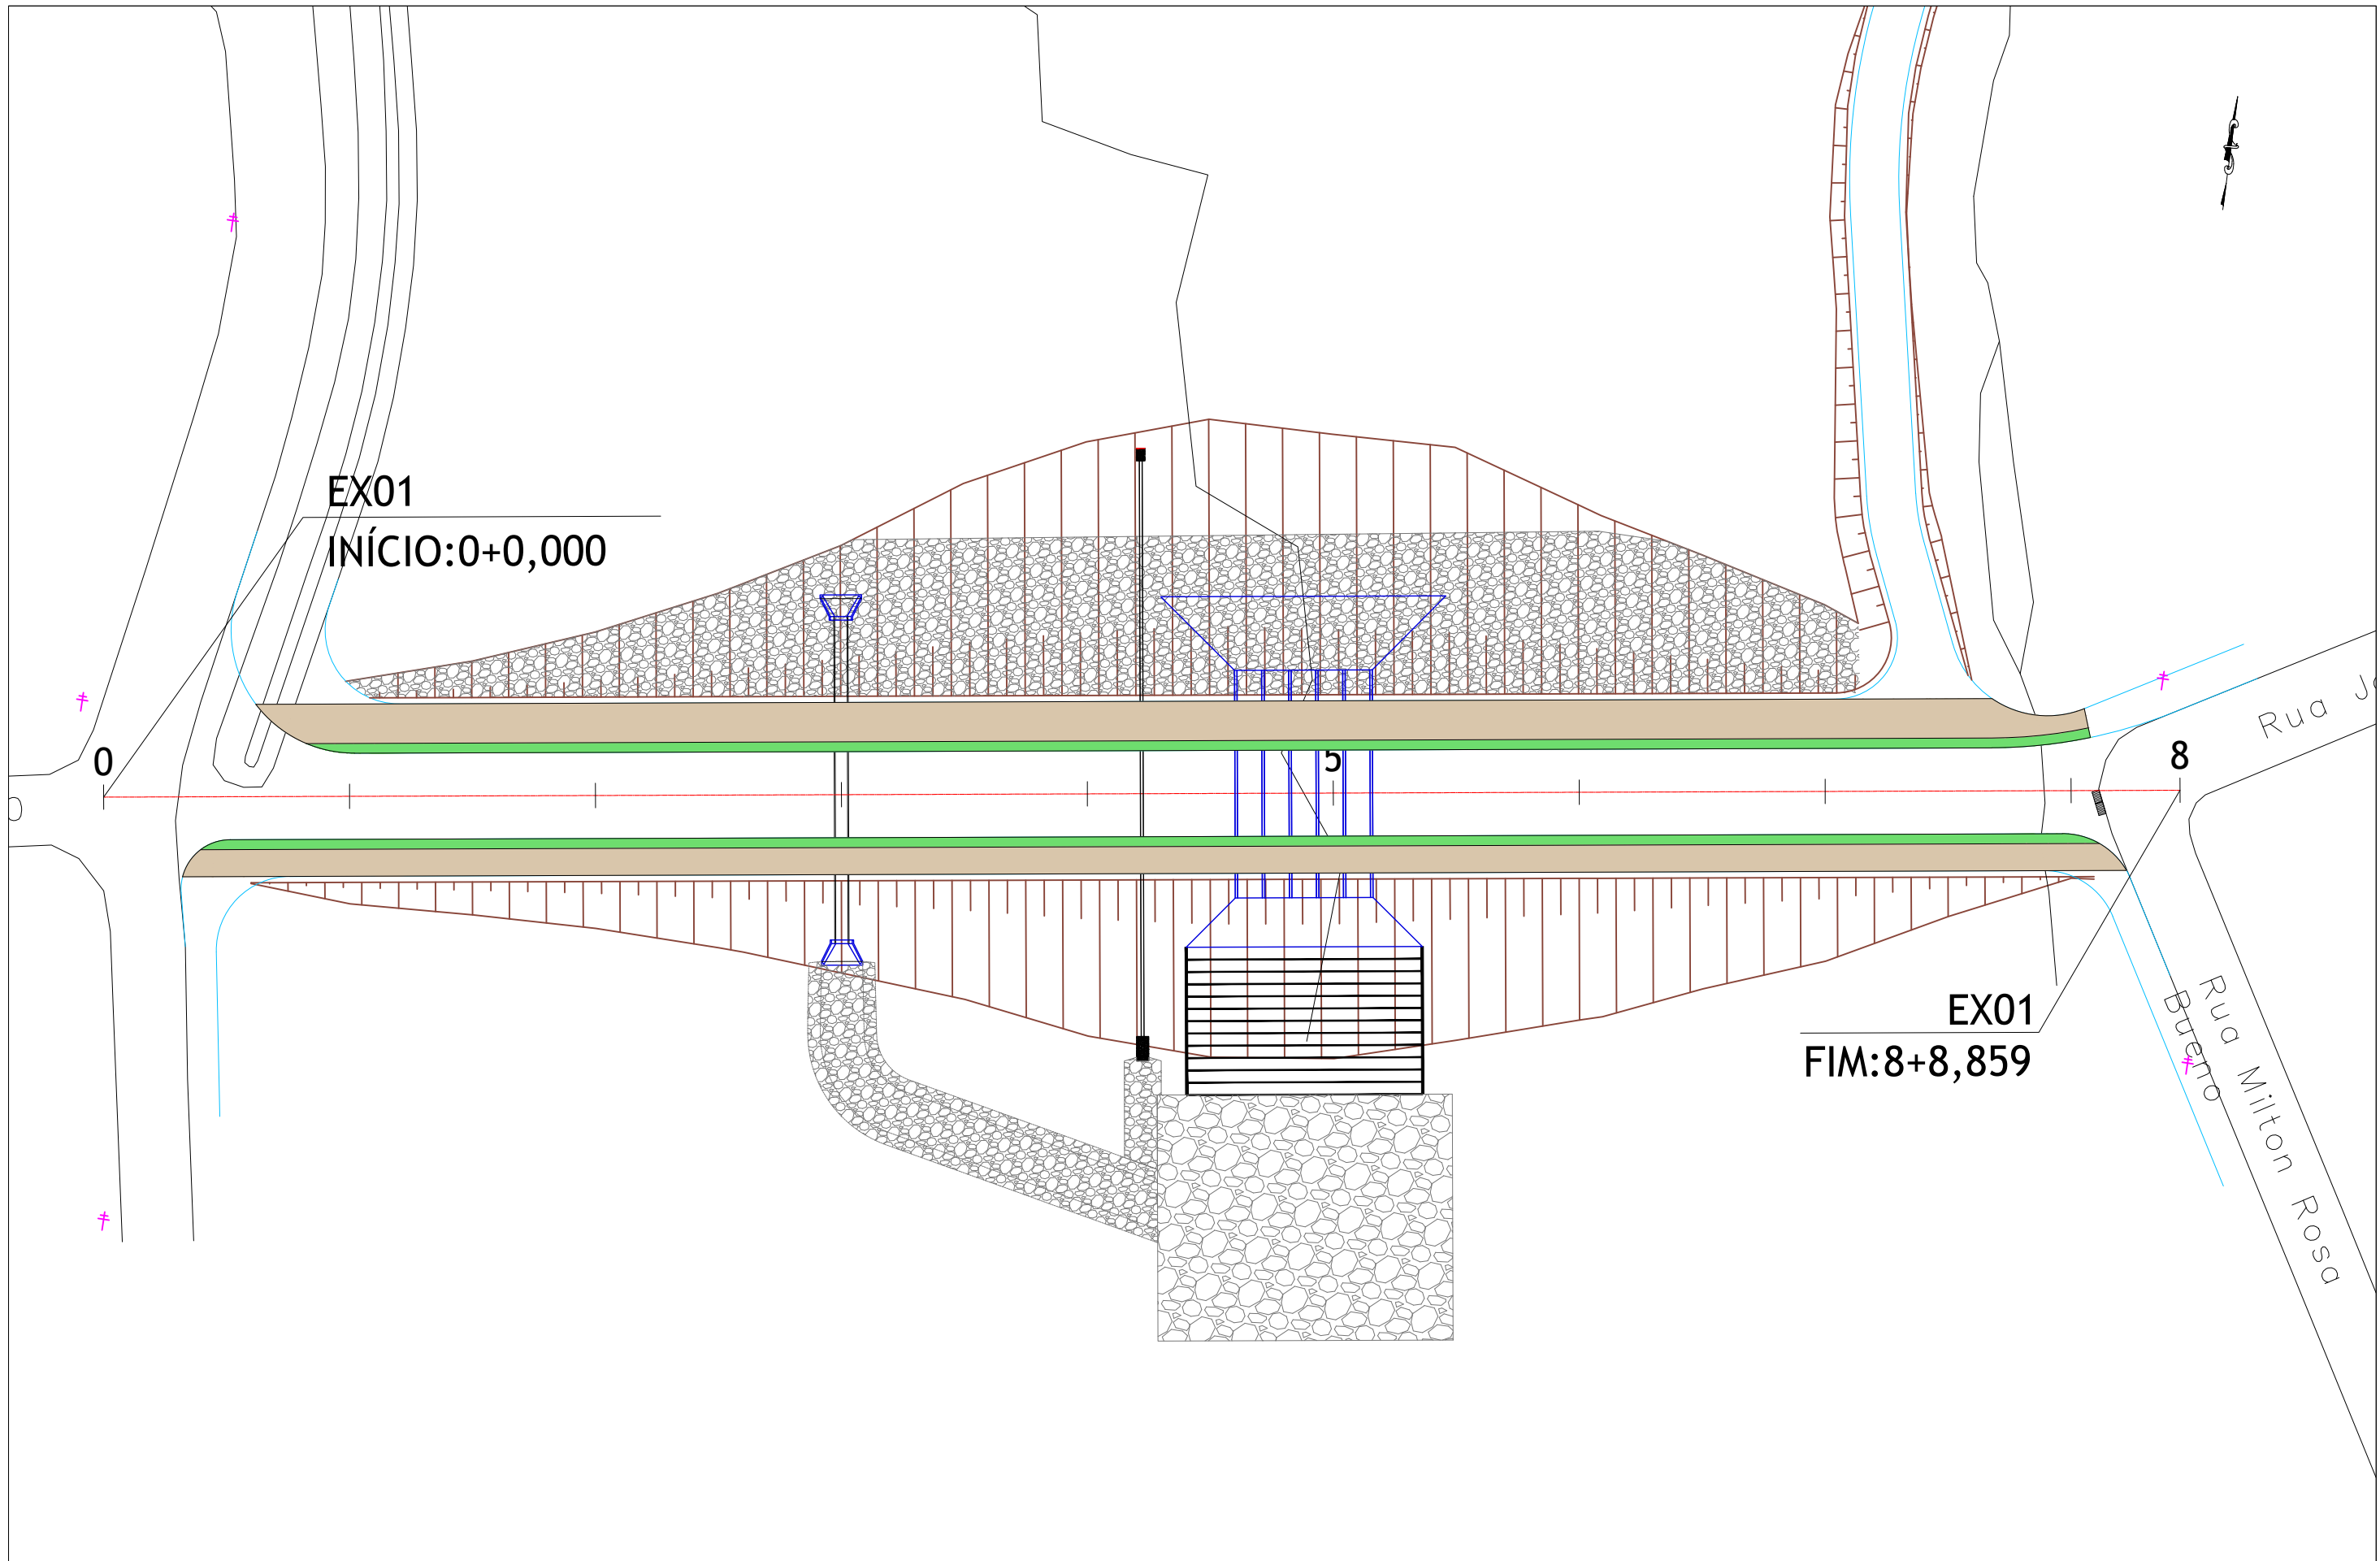 EX01
INÍCIO:0+0,000
0
5
8
Rua
EX01
FIM:8+8,859
Rua Milton Rosa
Bueno